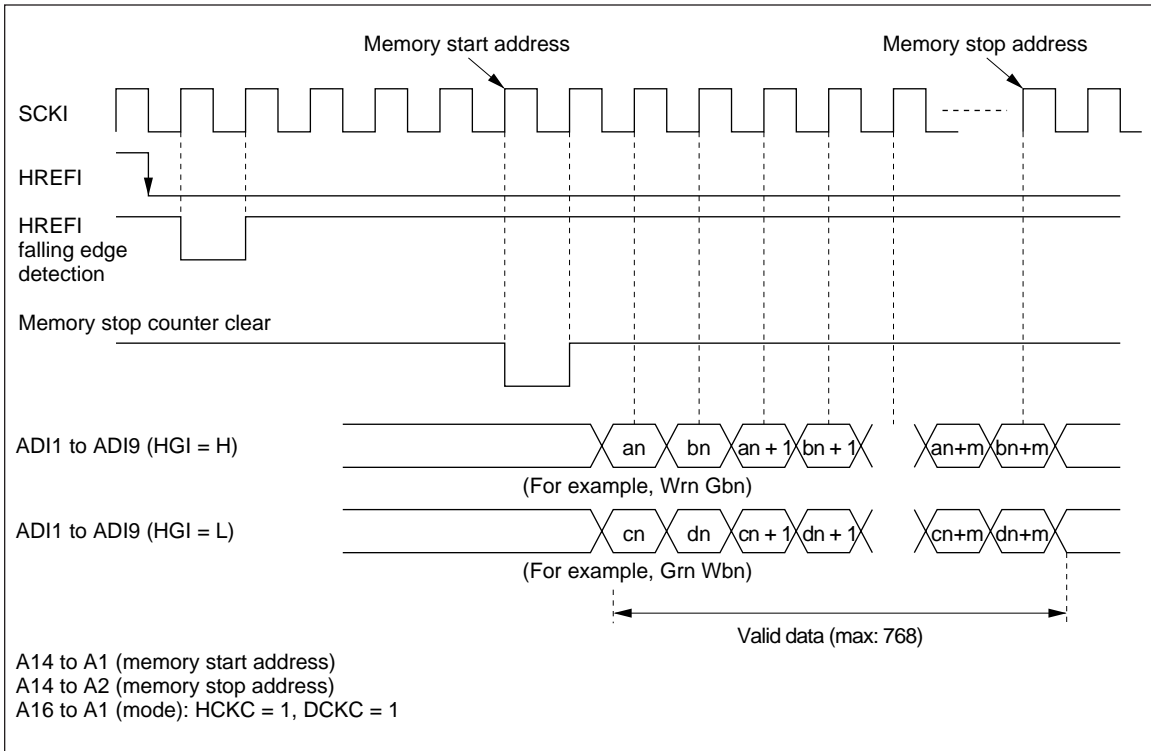 Memory start address
Memory stop address
SCKI
HREFI
HREFI
falling edge
detection
Memory stop counter clear
ADI1 to ADI9 (HGI = H)
an
bn
an + 1
bn + 1
an+m
bn+m
(For example, Wrn Gbn)
ADI1 to ADI9 (HGI = L)
cn
dn
cn + 1
dn + 1
cn+m
dn+m
(For example, Grn Wbn)
Valid data (max: 768)
A14 to A1 (memory start address)
A14 to A2 (memory stop address)
A16 to A1 (mode): HCKC = 1, DCKC = 1